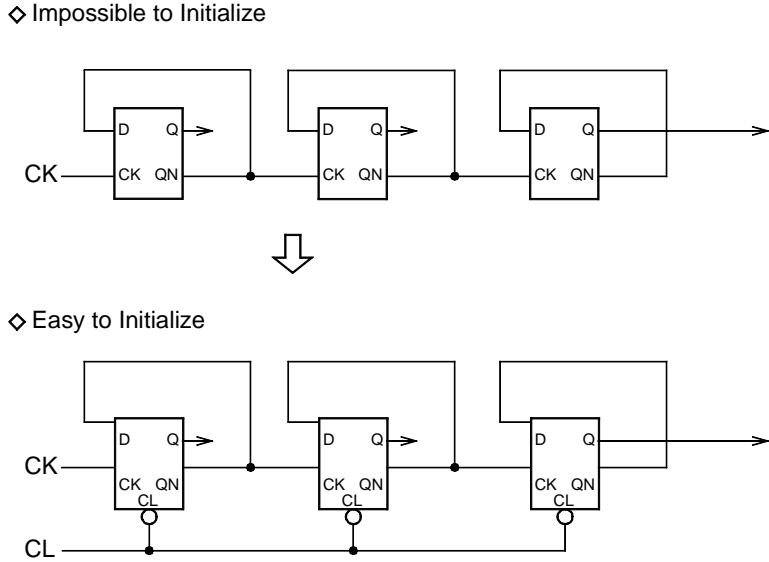 Impossible to Initialize
D Q D Q D Q
CK CK QN CK QN CK QN
Easy to Initialize
D Q D Q D Q
CK
CK QN CK QN CK QN
CL CL CL
CL